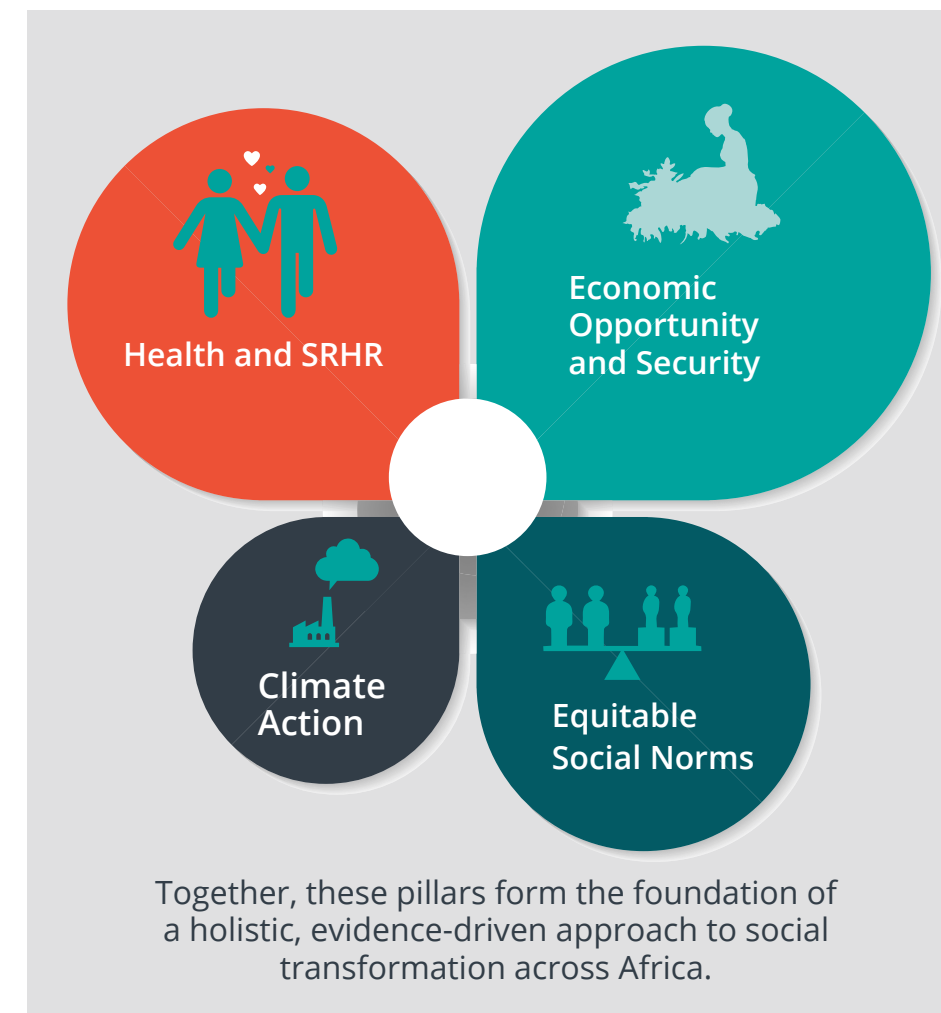 Health and SRHR
Economic
Opportunity
and Security
Climate
Action
Equitable
Social Norms
Together, these pillars form the foundation of
a holistic, evidence-driven approach to social
transformation across Africa.